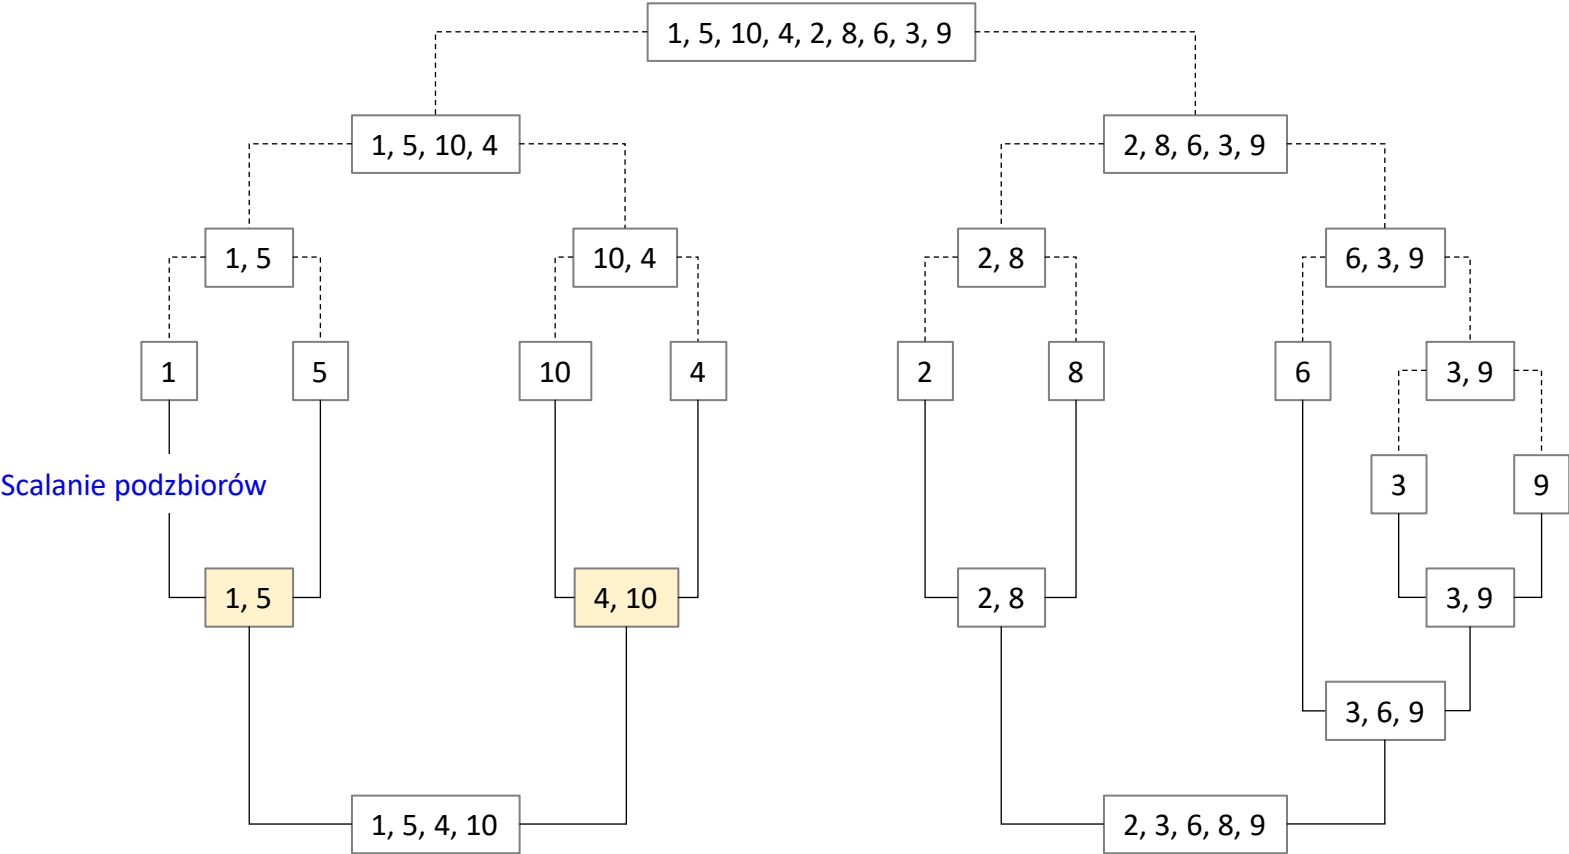 1, 5, 10, 4, 2, 8, 6, 3, 9
1, 5, 10, 4
2, 8, 6, 3, 9
1, 5
10, 4
2, 8
6, 3, 9
1
5
10
4
2
8
6
3, 9
Scalanie podzbiorów
3
9
1, 5
4, 10
2, 8
3, 9
3, 6, 9
1, 5, 4, 10
2, 3, 6, 8, 9